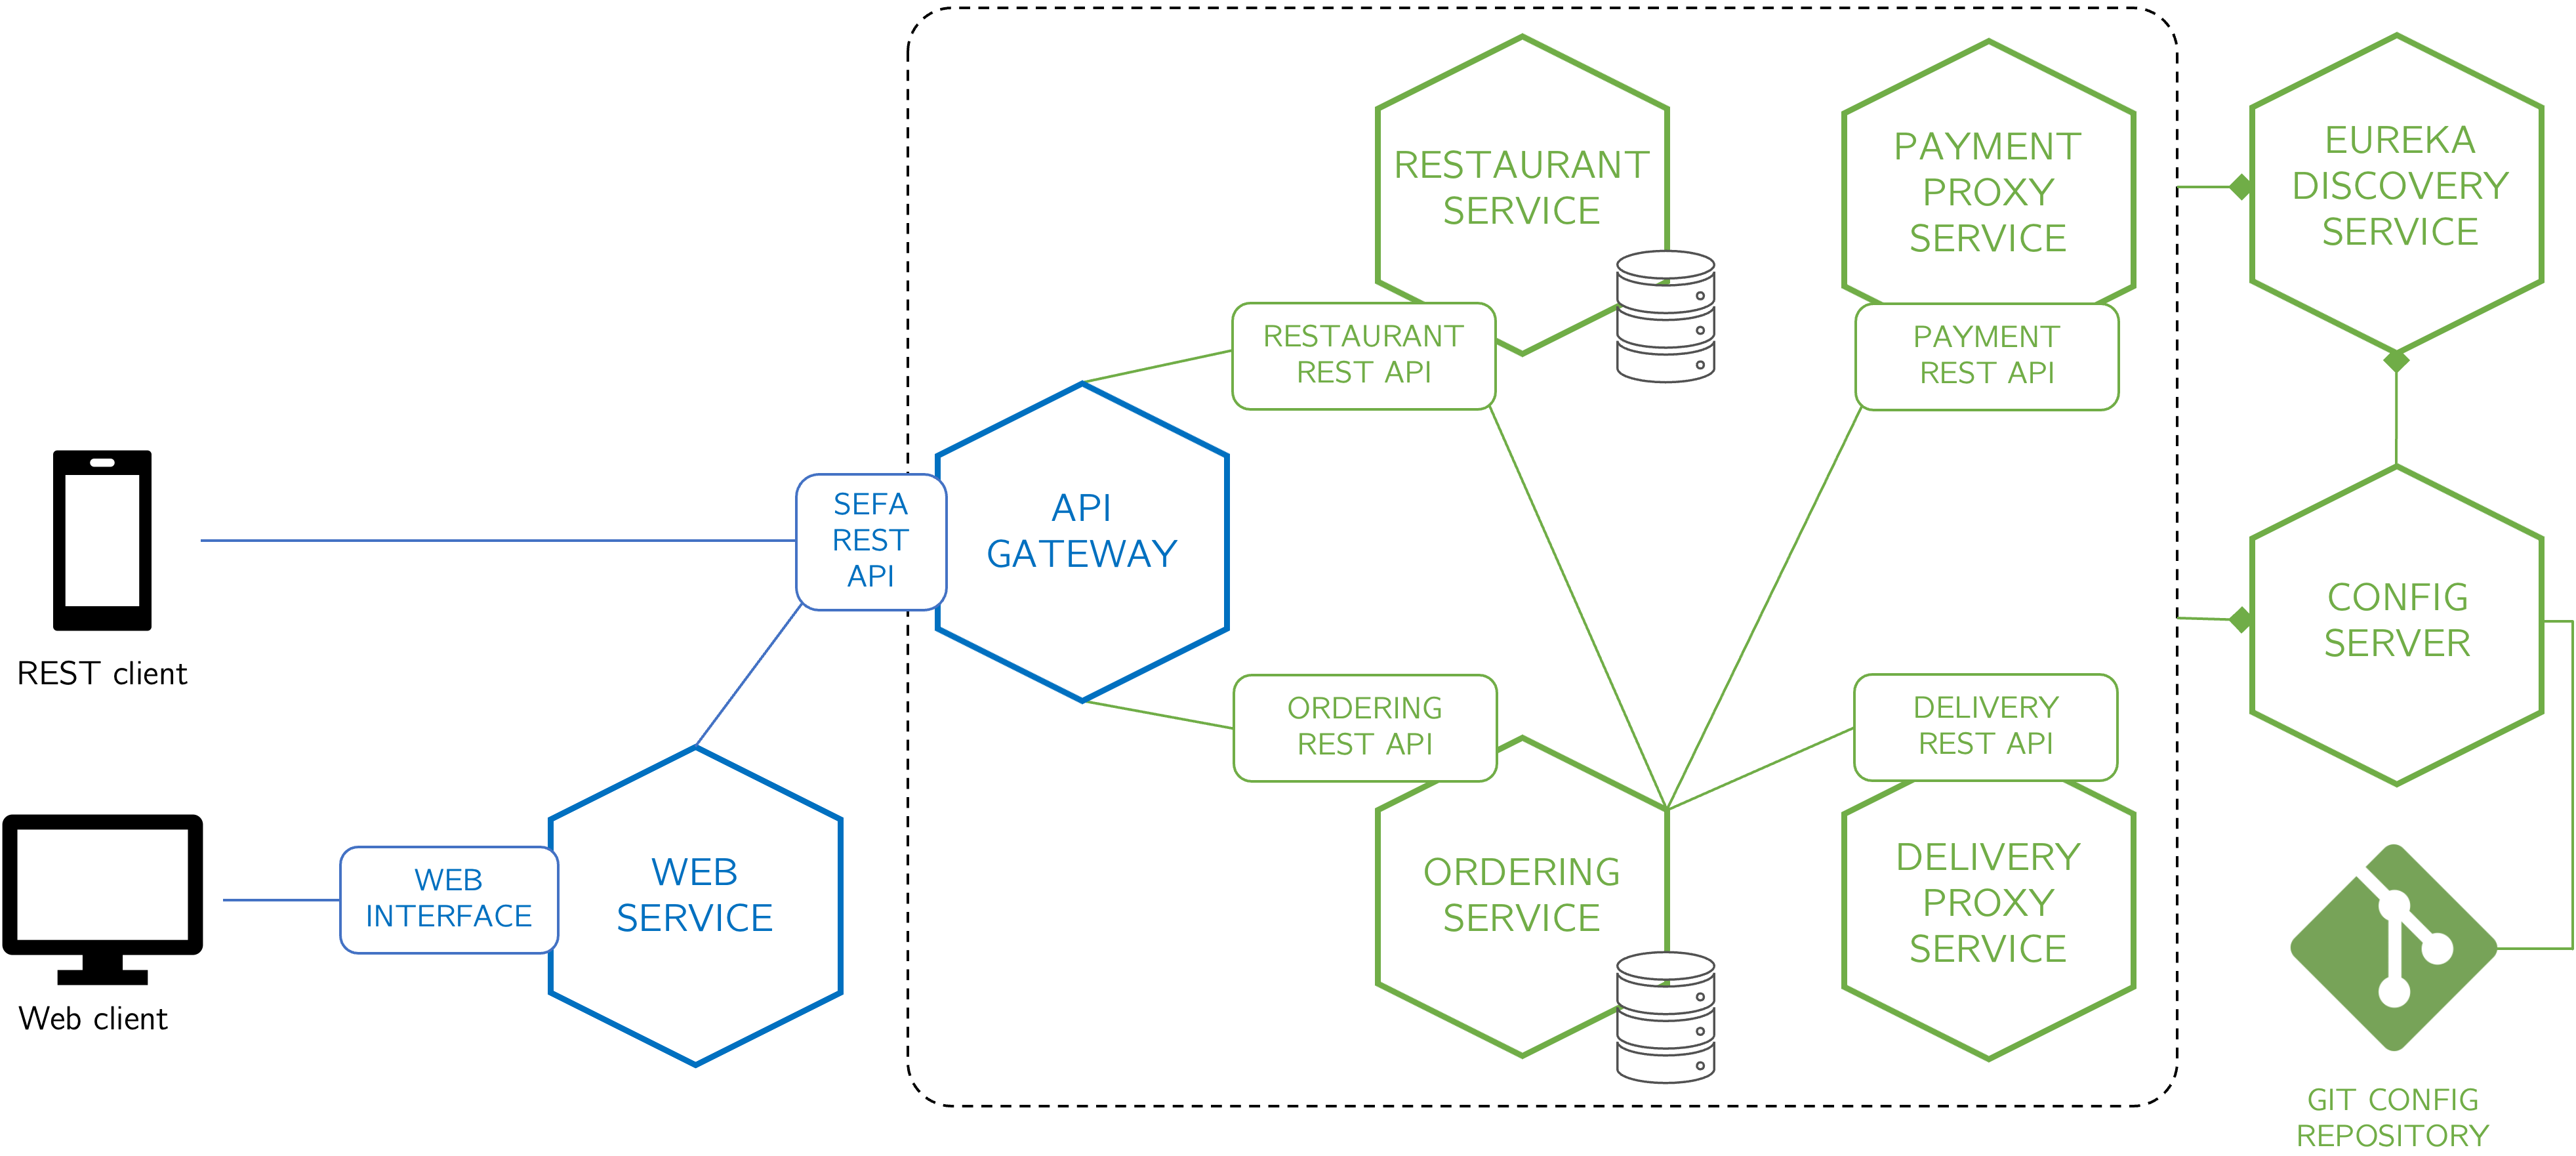 RESTAURANT
SERVICE
PAYMENT
PROXY
SERVICE
EUREKA
DISCOVERY
SERVICE
RESTAURANT
REST API
PAYMENT
REST API
SEFA
REST
API
API
GATEWAY
CONFIG
SERVER
REST client
ORDERING
REST API
DELIVERY
REST API
WEB
INTERFACE
WEB
SERVICE
ORDERING
SERVICE
DELIVERY
PROXY
SERVICE
Web client
GIT CONFIG
REPOSITORY